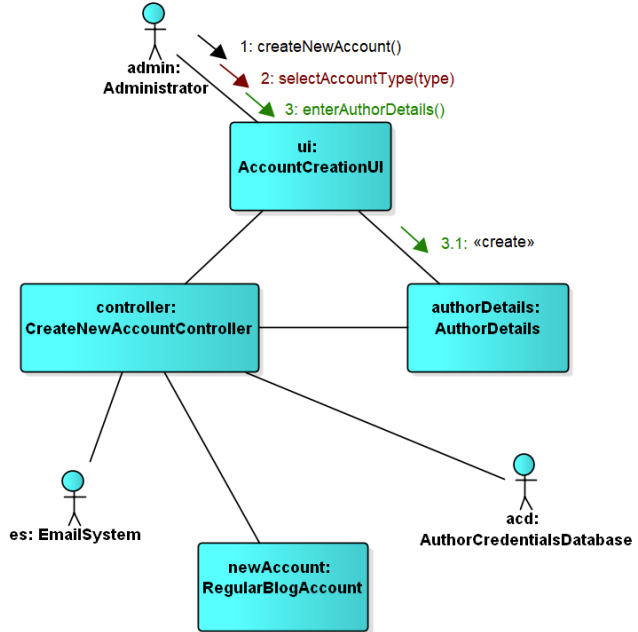 1: createNewAccount()
admin:
Administrator
2: selectAccountType(type)
3: enterAuthorDetails()
ui:
AccountCreationUI
3.1: «create»
controller:
CreateNewAccountController
authorDetails:
AuthorDetails
es: EmailSystem
acd:
AuthorCredentialsDatabase
newAccount:
RegularBlogAccount